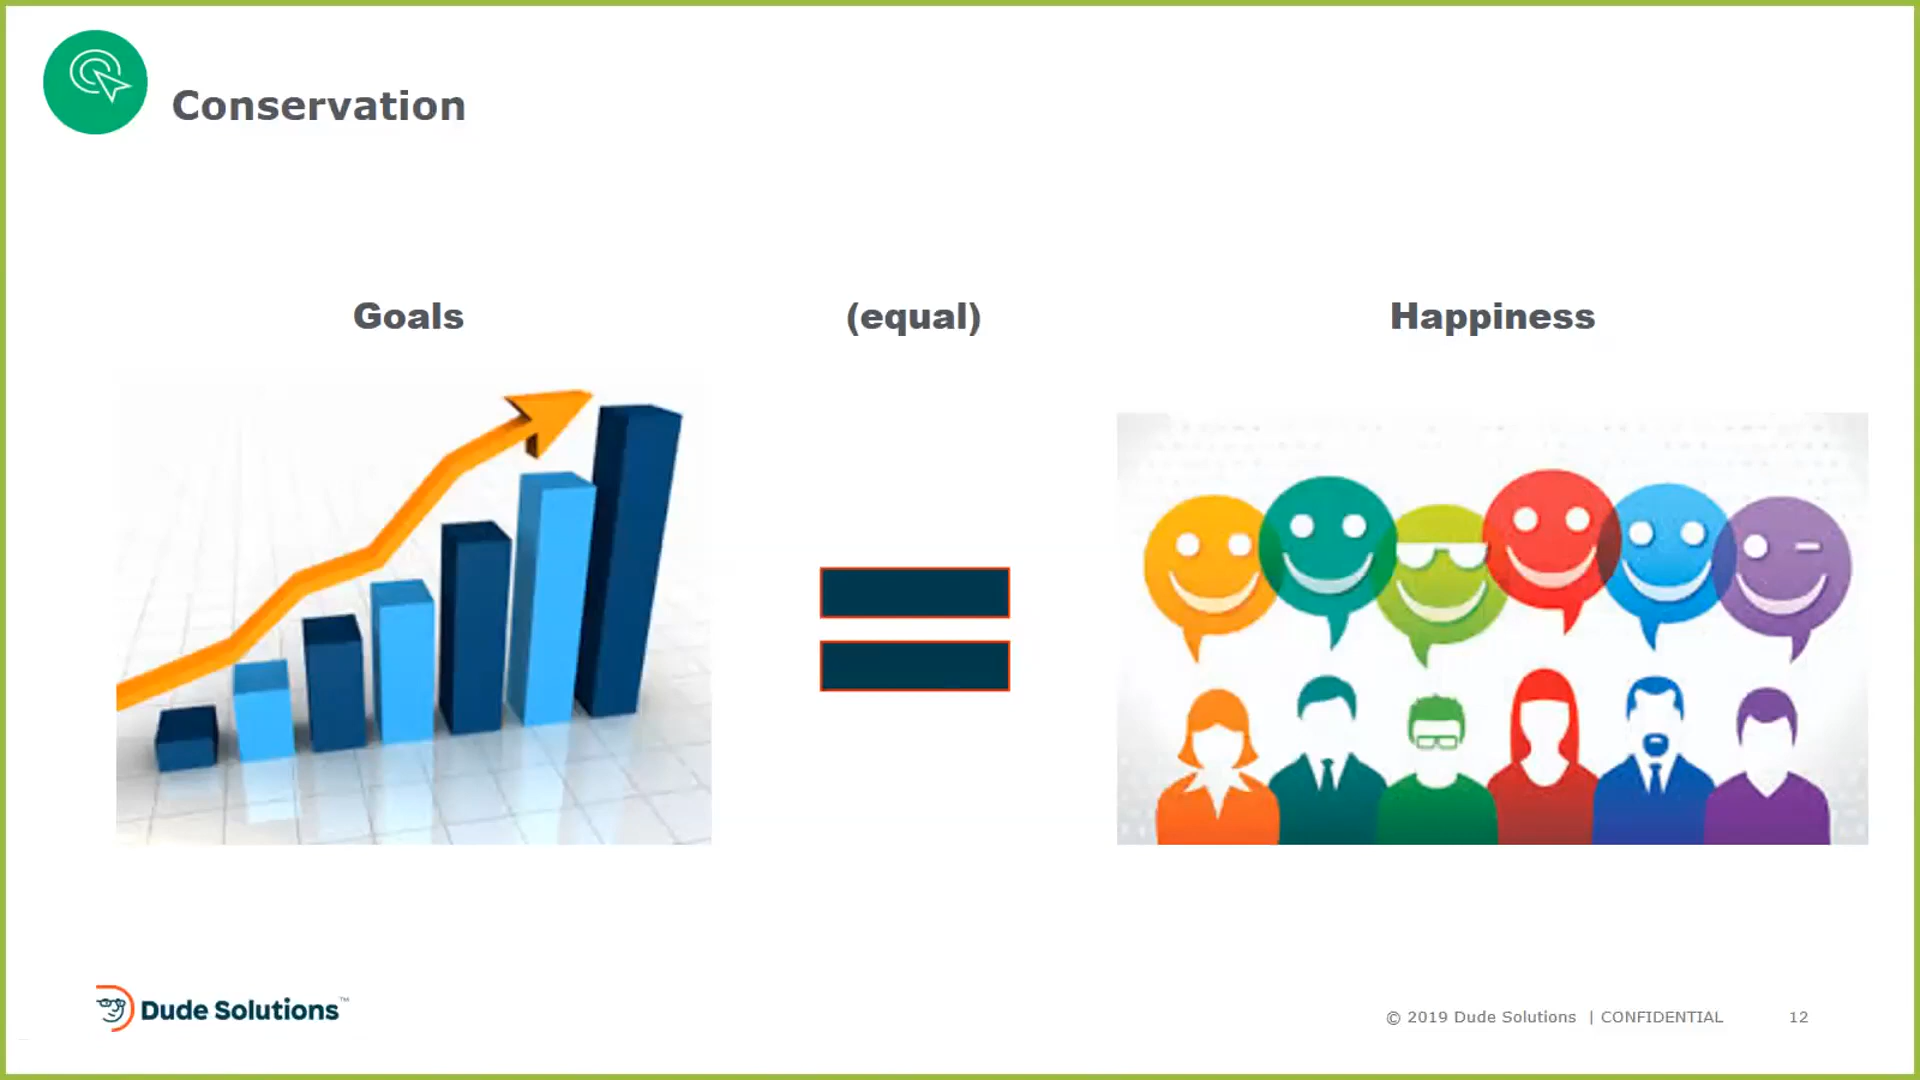 Conservation
Goals
(equal)
Happiness
Dude Solutions™
© 2019 Dude Solutions | CONFIDENTIAL 12